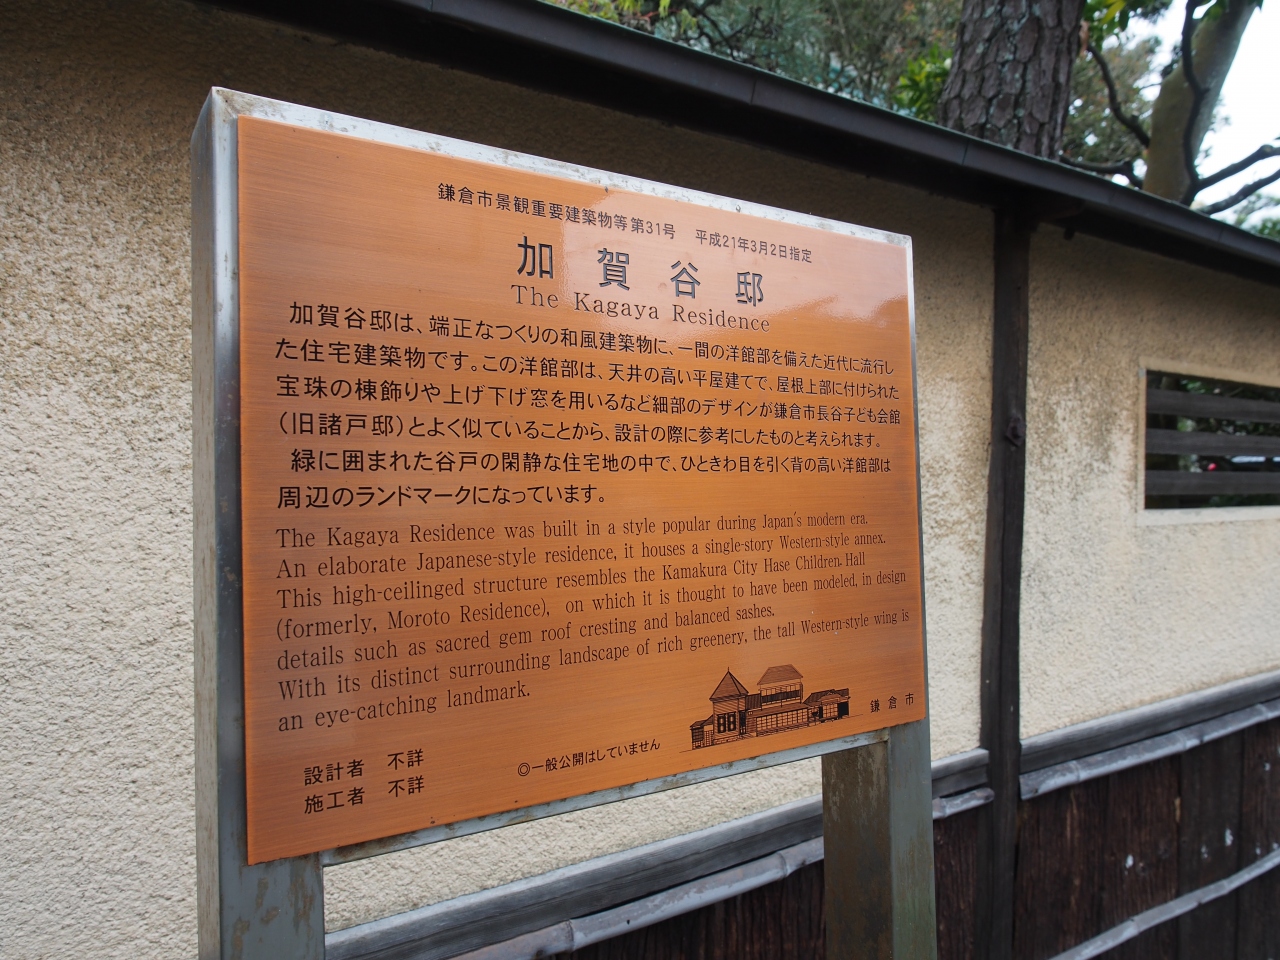 鎌倉市景観重要建築物等第31号 平成21年3月2日指定
加賀谷邸
The Kagaya Residence
加賀谷邸は、端正なつくりの和風建築物に、一間の洋館部を備えた近代に流行し
た住宅建築物です。この洋館部は、天井の高い平屋建てで、屋根上部に付けられた
宝珠の棟飾りや上げ下げ窓を用いるなど細部のデザインが鎌倉市長谷子ども会館
（旧諸戸邸）とよく似ていることから、設計の際に参考にしたものと考えられます。
緑に囲まれた谷戸の閑静な住宅地の中で、ひときわ目を引く背の高い洋館部は
周辺のランドマークになっています。
The Kagaya Residence was built in a style popular during Japan's modern era.
An elaborate Japanese-style residence, it houses a single-story Western-style annex.
This high-ceilinged structure resembles the Kamakura City Hase Children. Hall
(formerly, Moroto Residence), on which it is thought to have been modeled, in design
details such as sacred gem roof cresting and balanced sashes.
With its distinct surrounding landscape of rich greenery, the tall Western-style wing is
an eye-catching landmark.
鎌倉市
設計者 不詳
施工者 不詳
◎一般公開はしていません